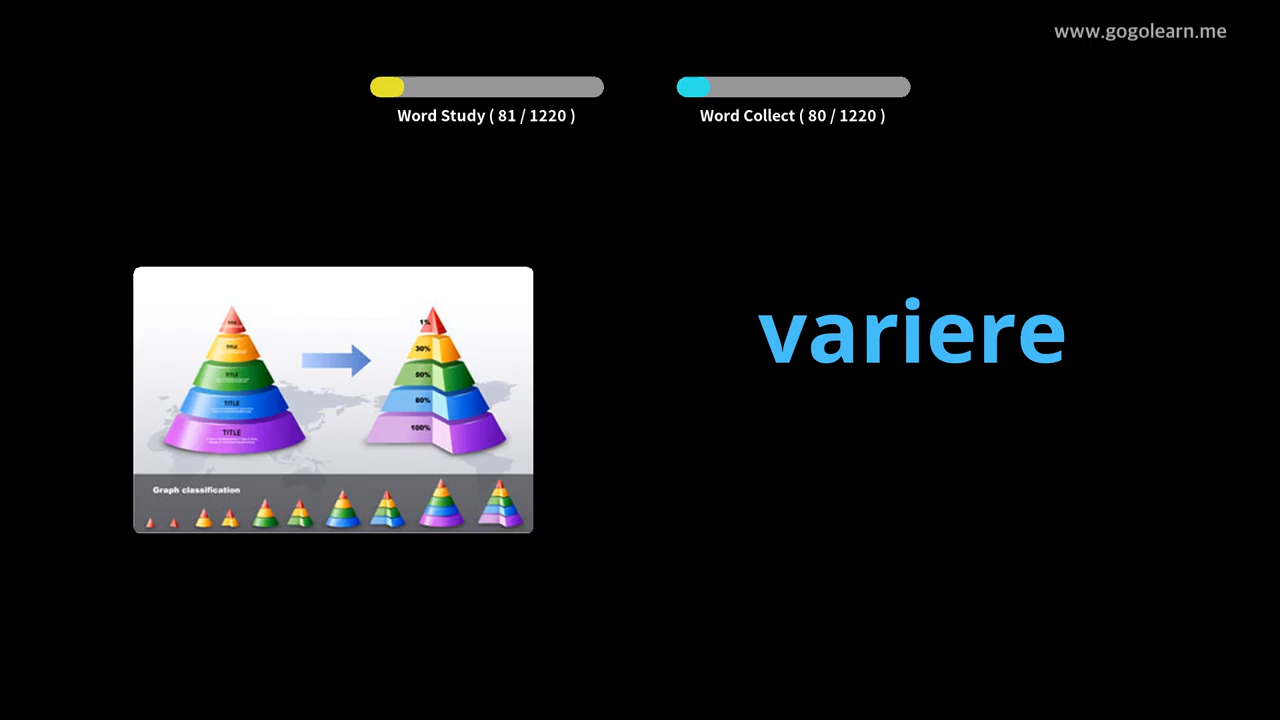 www.gogolearn.me
Word Study ( 81 / 1220 )
Word Collect ( 80 / 1220 )
variere
1%
TITLE
30%
TITLE
50%
TITLE
80%
TITLE
100%
Graph classification